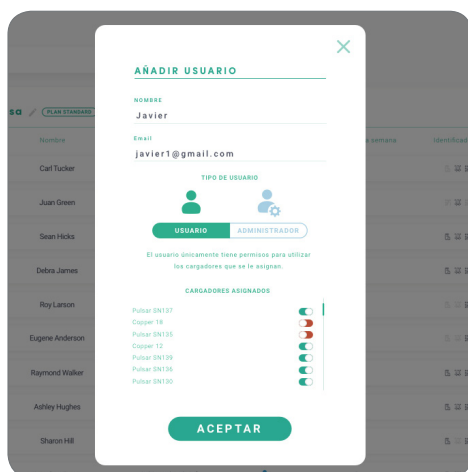 AÑADIR USUARIO
NOMBRE
Javier
Email
javier1@gmail.com
TIPO DE USUARIO
USUARIO
ADMINISTRADOR
El usuario únicamente tiene permisos para utilizar
los cargadores que se le asignan.
CARGADORES ASIGNADOS
Pulsar SN137
Copper 18
Pulsar SN135
Copper 12
Pulsar SN139
Pulsar SN136
Pulsar SN130
ACEPTAR
sa
PLAN STANDARD
Nombre
semana
Identificad
Carl Tucker
Juan Green
Sean Hicks
Debra James
Roy Larson
Eugene Anderson
Raymond Walker
Ashley Hughes
Sharon Hill